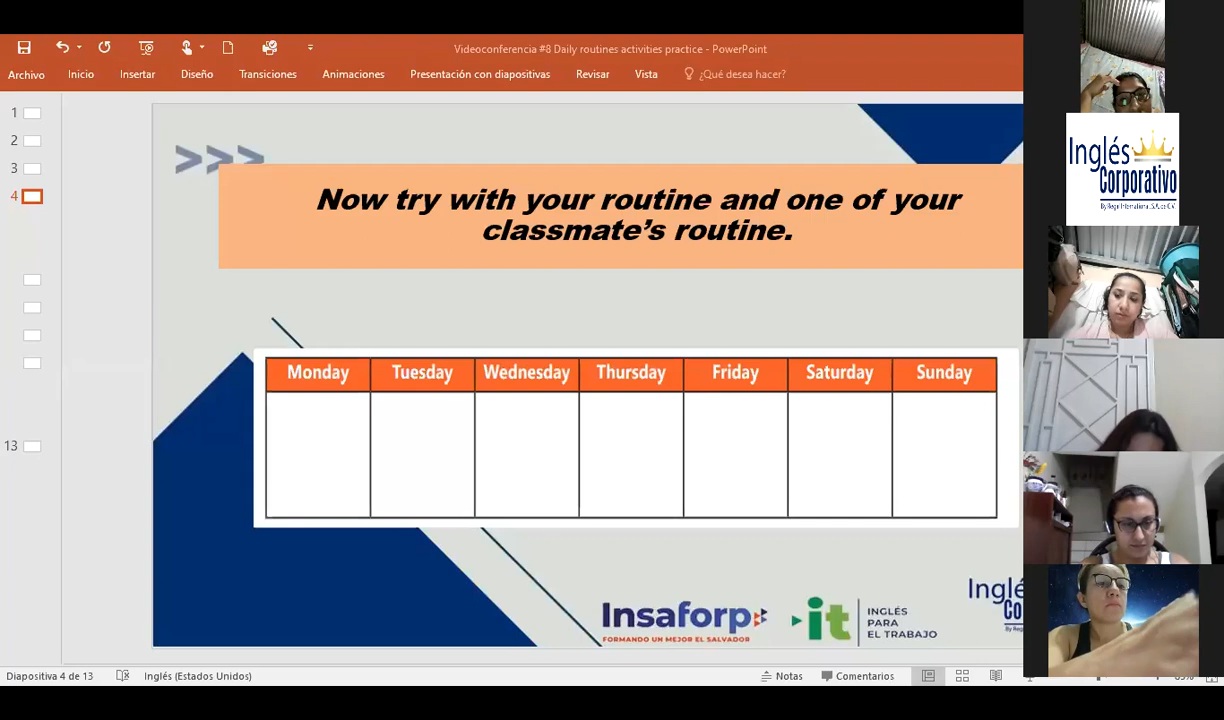 Videoconferencia #8 Daily routines activities practice - PowerPoint
Archivo Inicio Insertar Diseño Transiciones Animaciones Presentación con diapositivas Revisar Vista ¿Qué desea hacer?
1
2
3
4
13
>>>
Now try with your routine and one of your
classmate's routine.
Monday Tuesday Wednesday Thursday Friday Saturday Sunday
Insaforp
FORMANDO UN MEJOR EL SALVADOR
it
INGLÉS
PARA
EL TRABAJO
Inglés
Diapositiva 4 de 13 Inglés (Estados Unidos) Notas Comentarios
Inglés
Corporativo